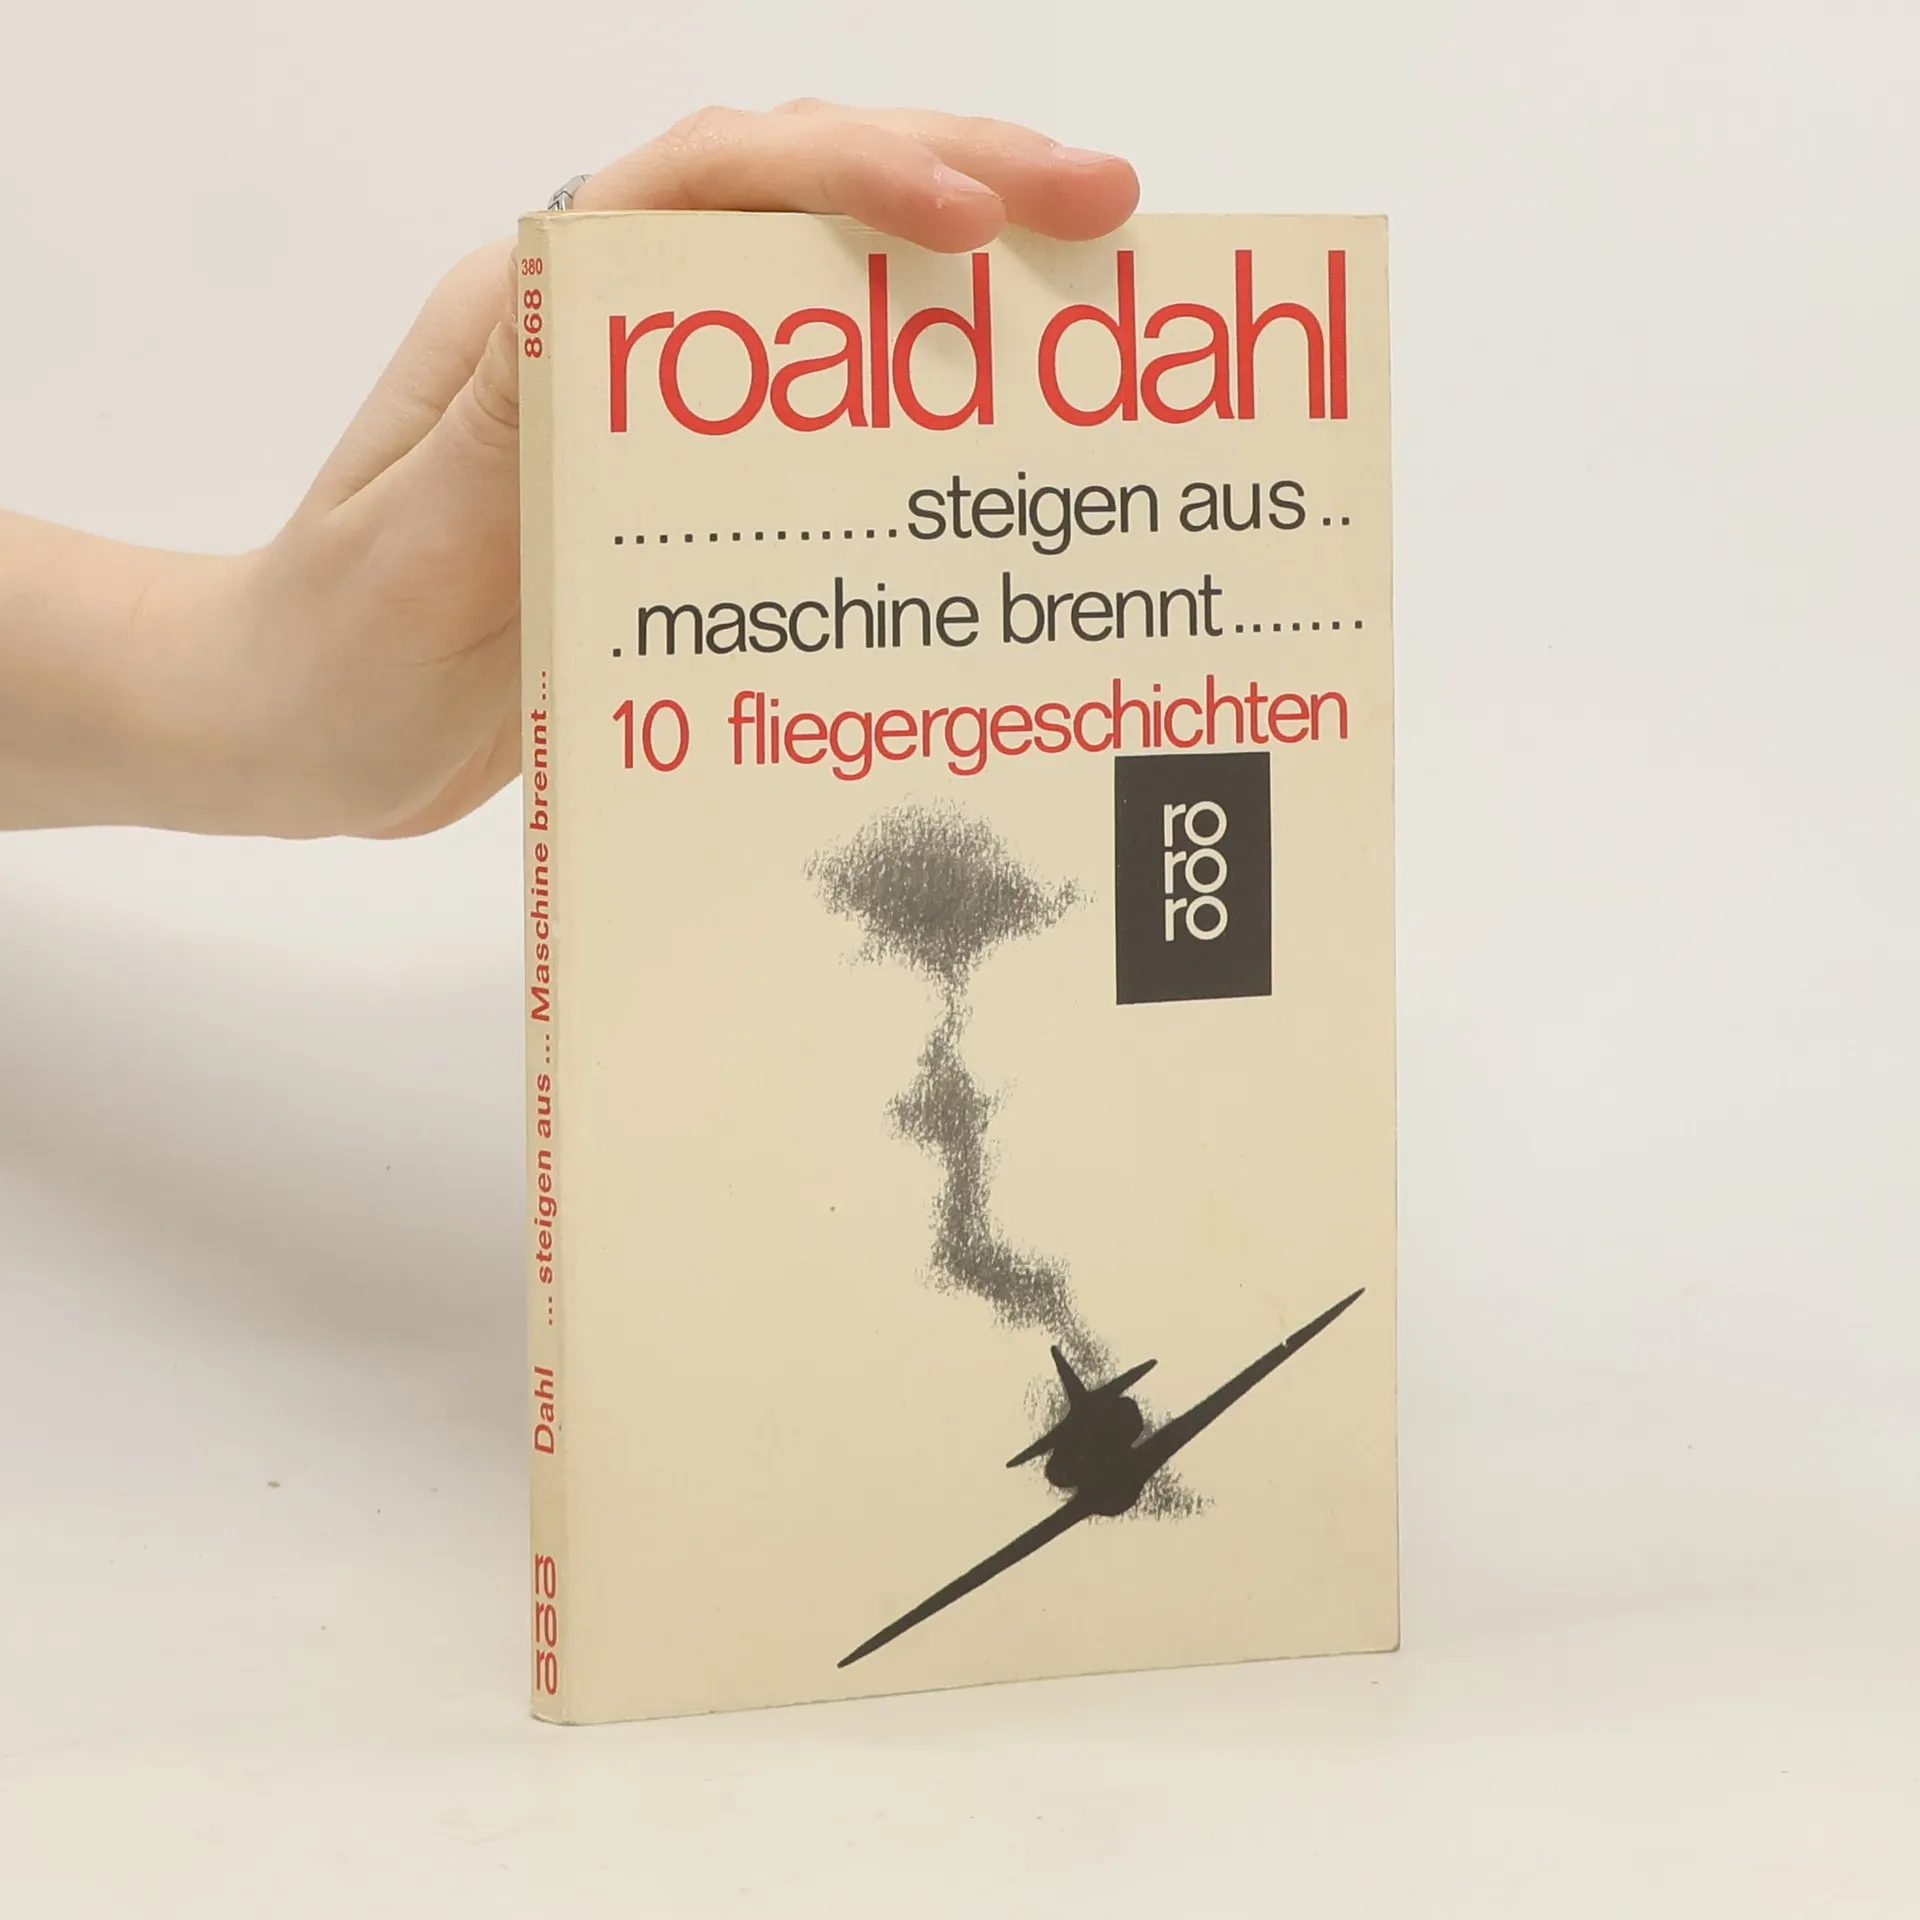 roald dahl
.............steigen aus..
.maschine brennt.......
10 fliegergeschichten
ro
ro
ro
380
868
Dahl ... steigen aus ... Maschine brennt ...
ro
ro
ro